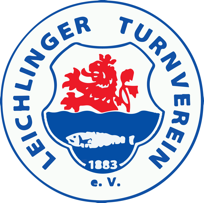 LEICHLINGER TURNVEREIN
1883
e. V.